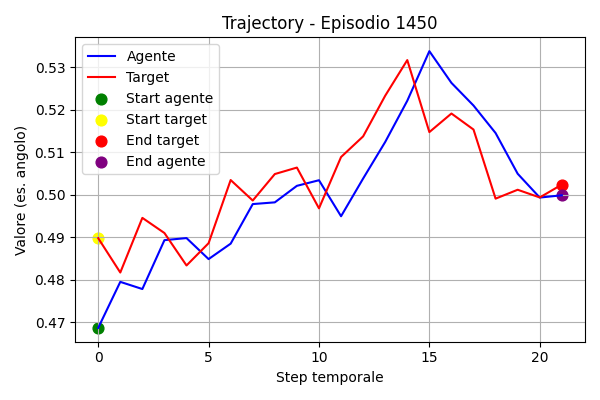 Trajectory - Episodio 1450
Agente
Target
Start agente
Start target
End target
End agente
0.53
0.52
0.51
0.50
0.49
0.48
0.47
Valore (es. angolo)
0
5
10
15
20
Step temporale